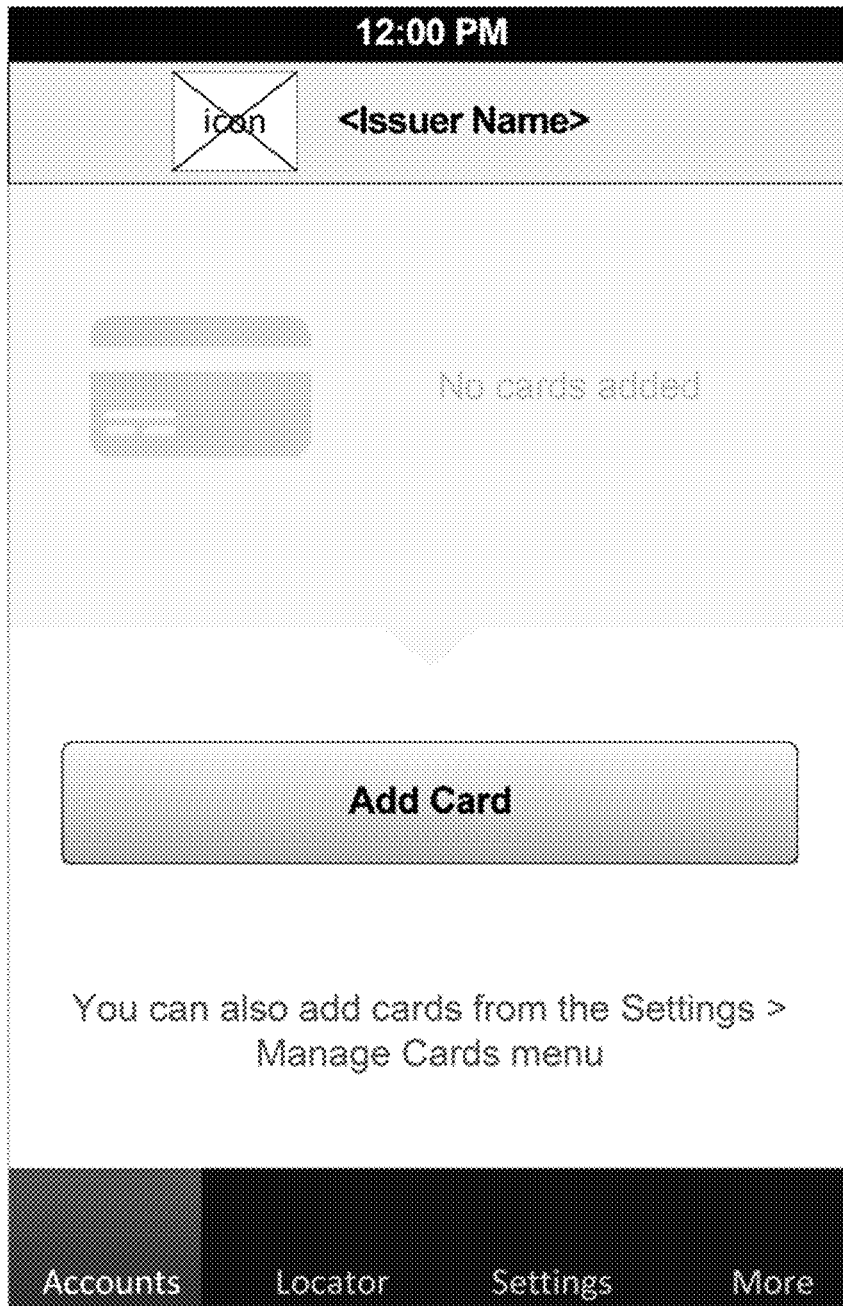 12:00 PM
icon <Issuer Name>
No cards added
Add Card
You can also add cards from the Settings >
Manage Cards menu
Accounts Locator Settings More